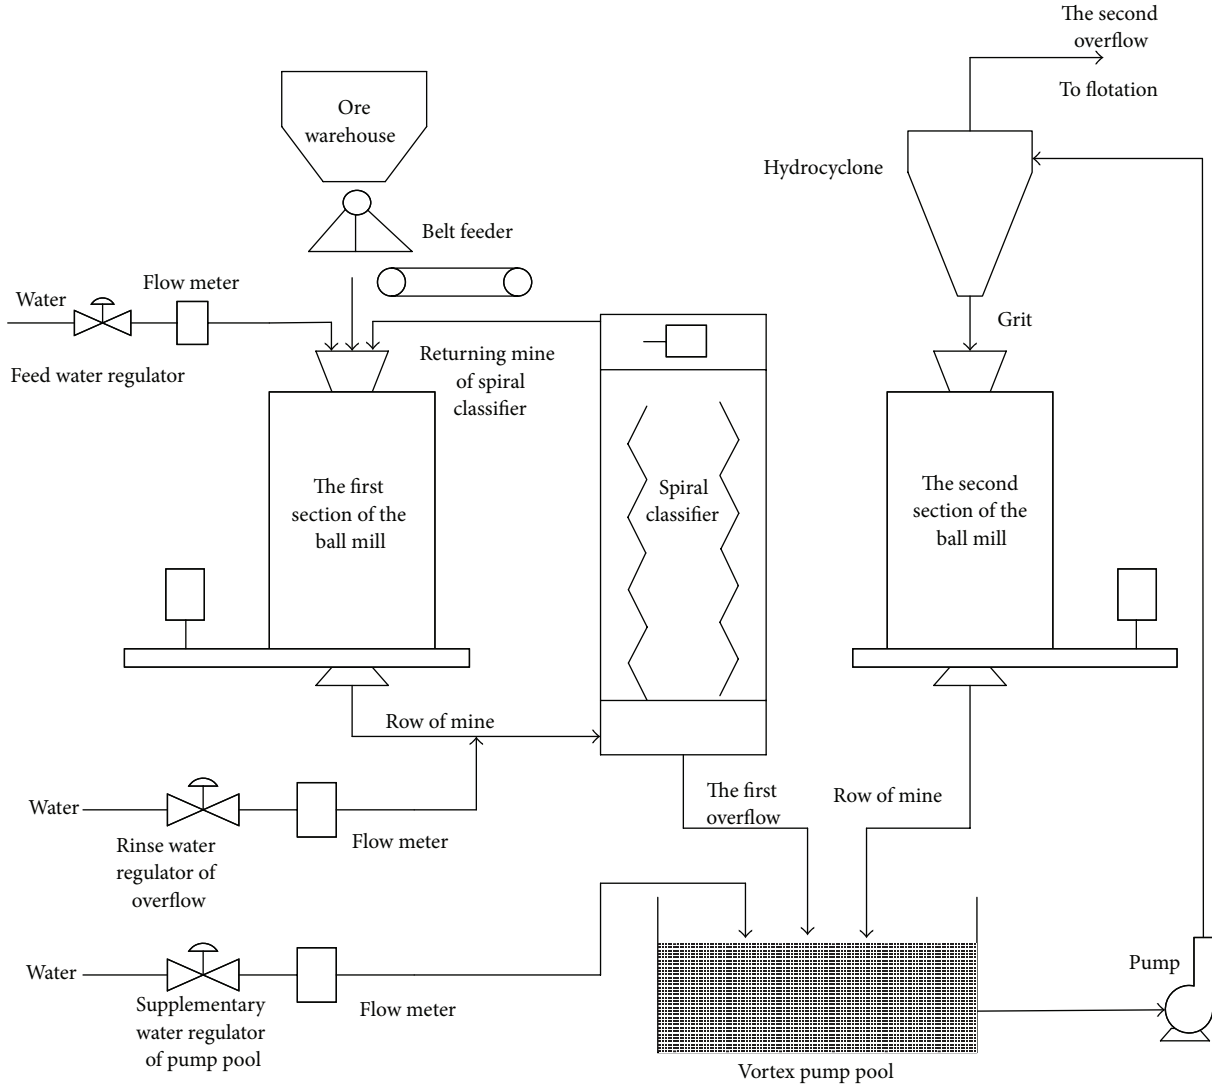 The second
overflow
To flotation
Ore
warehouse
Hydrocyclone
Belt feeder
Flow meter
Water
Feed water regulator
Grit
Returning mine
of spiral
classifier
The first
section of the
ball mill
Spiral
classifier
The second
section of the
ball mill
Row of mine
The first
overflow
Row of mine
Water
Rinse water
regulator of
overflow
Flow meter
Water
Supplementary
water regulator
of pump pool
Flow meter
Pump
Vortex pump pool